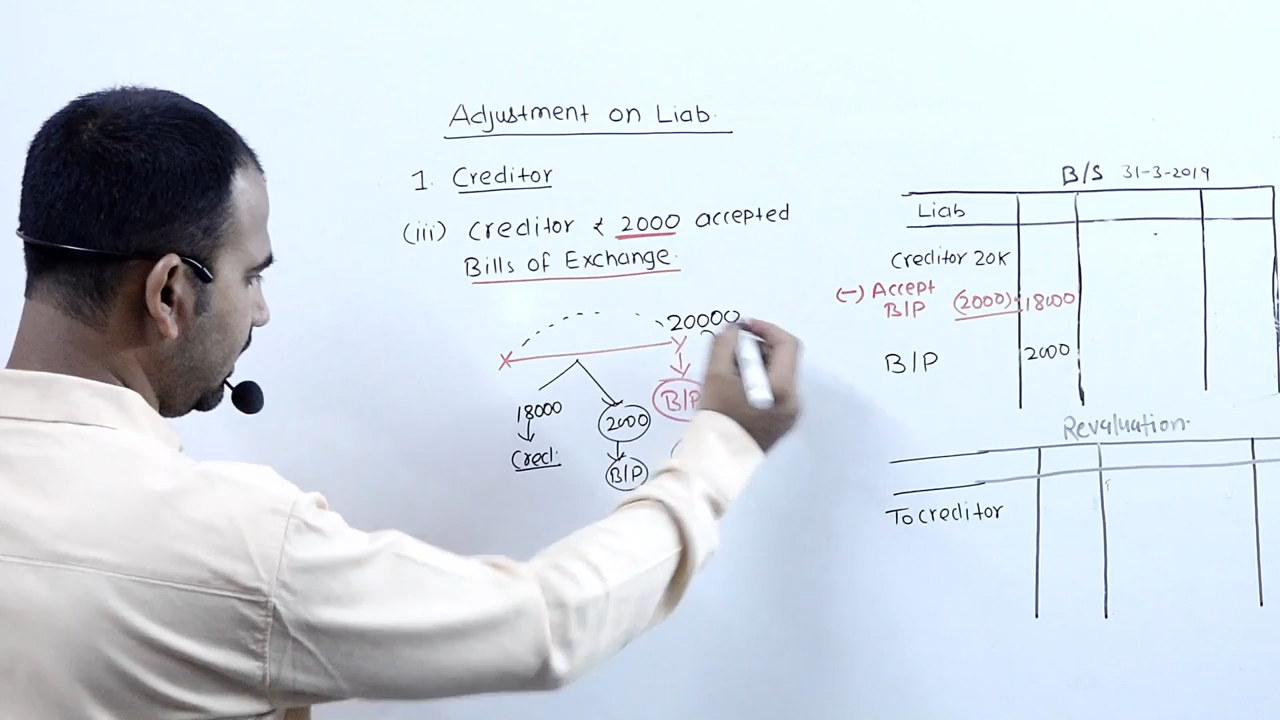 Adjustment on Liab.
1. Creditor
(iii) Creditor ₹ 2000 accepted
Bills of Exchange.
20000
X
Y
18000
2000
B/P
Cred.
B/P
B/S 31-3-2019
Liab
Creditor 20K
(-) Accept
B/P (2000) 18000
B/P 2000
Revaluation
To creditor